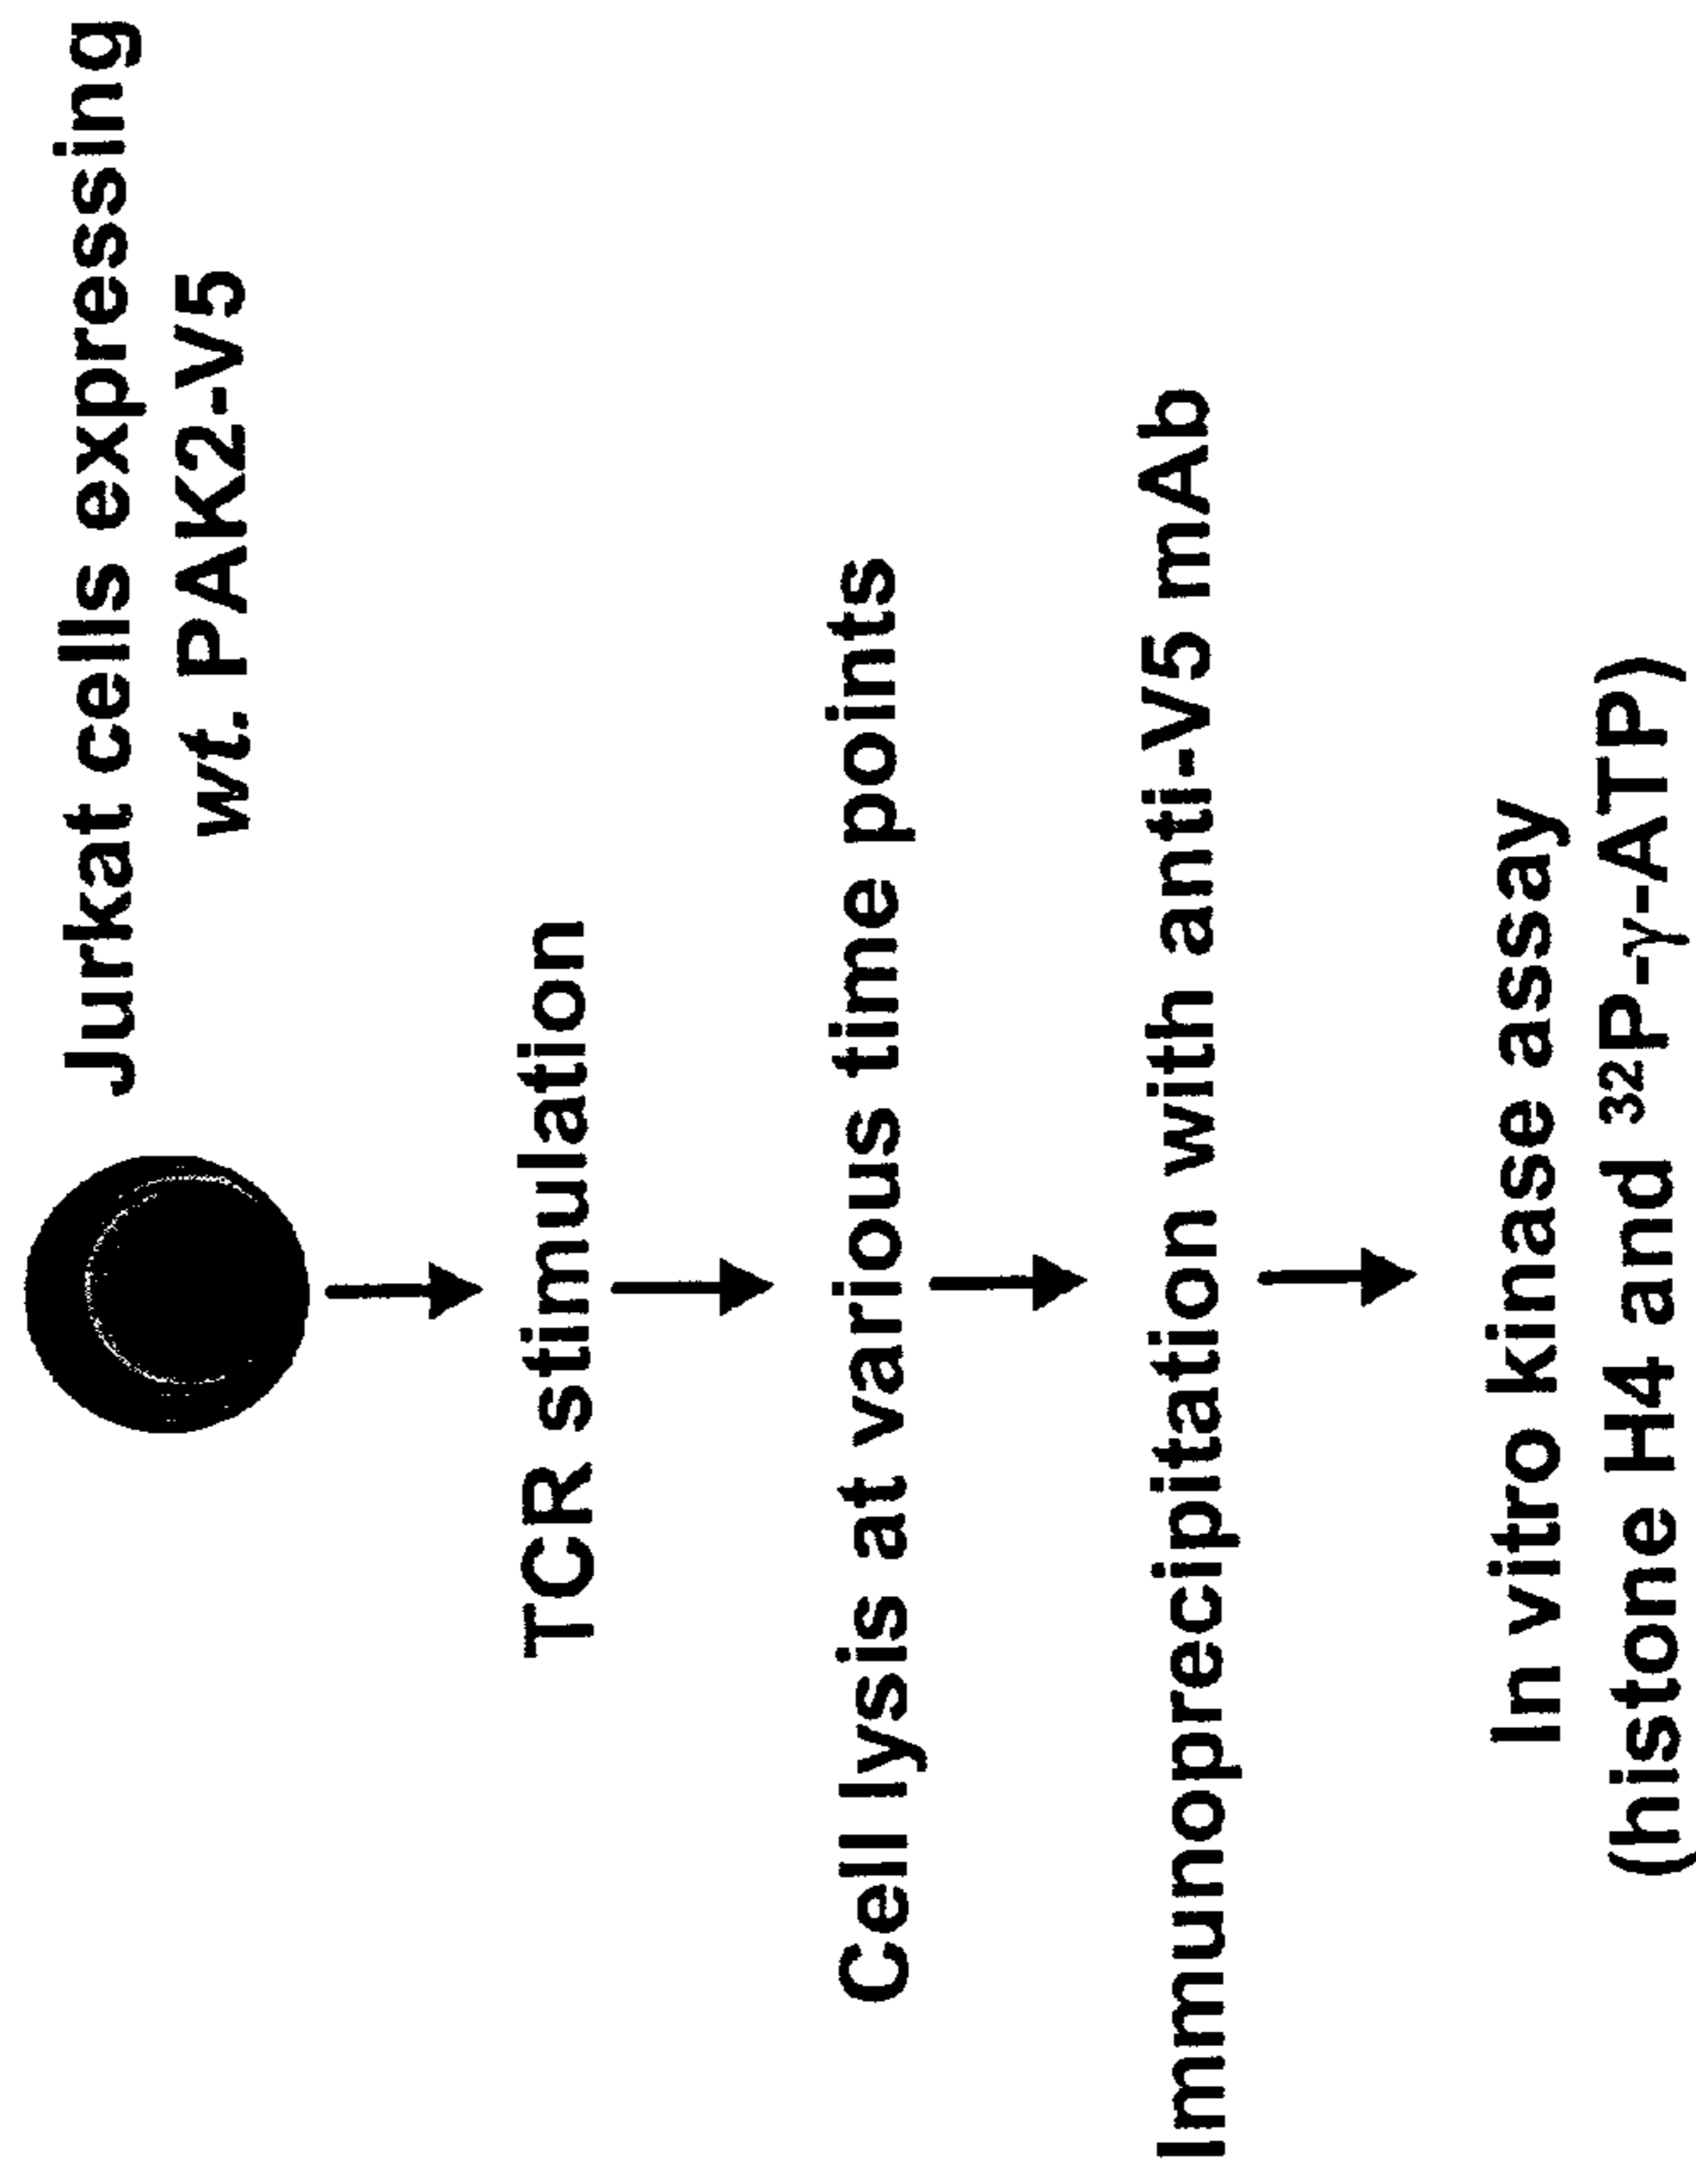 Jurkat cells expressing
wt. PAK2-V5
TCR stimulation
Cell lysis at various time points
Immunoprecipitation with anti-V5 mAb
In vitro kinase assay
(histone H4 and ³²P-γ-ATP)